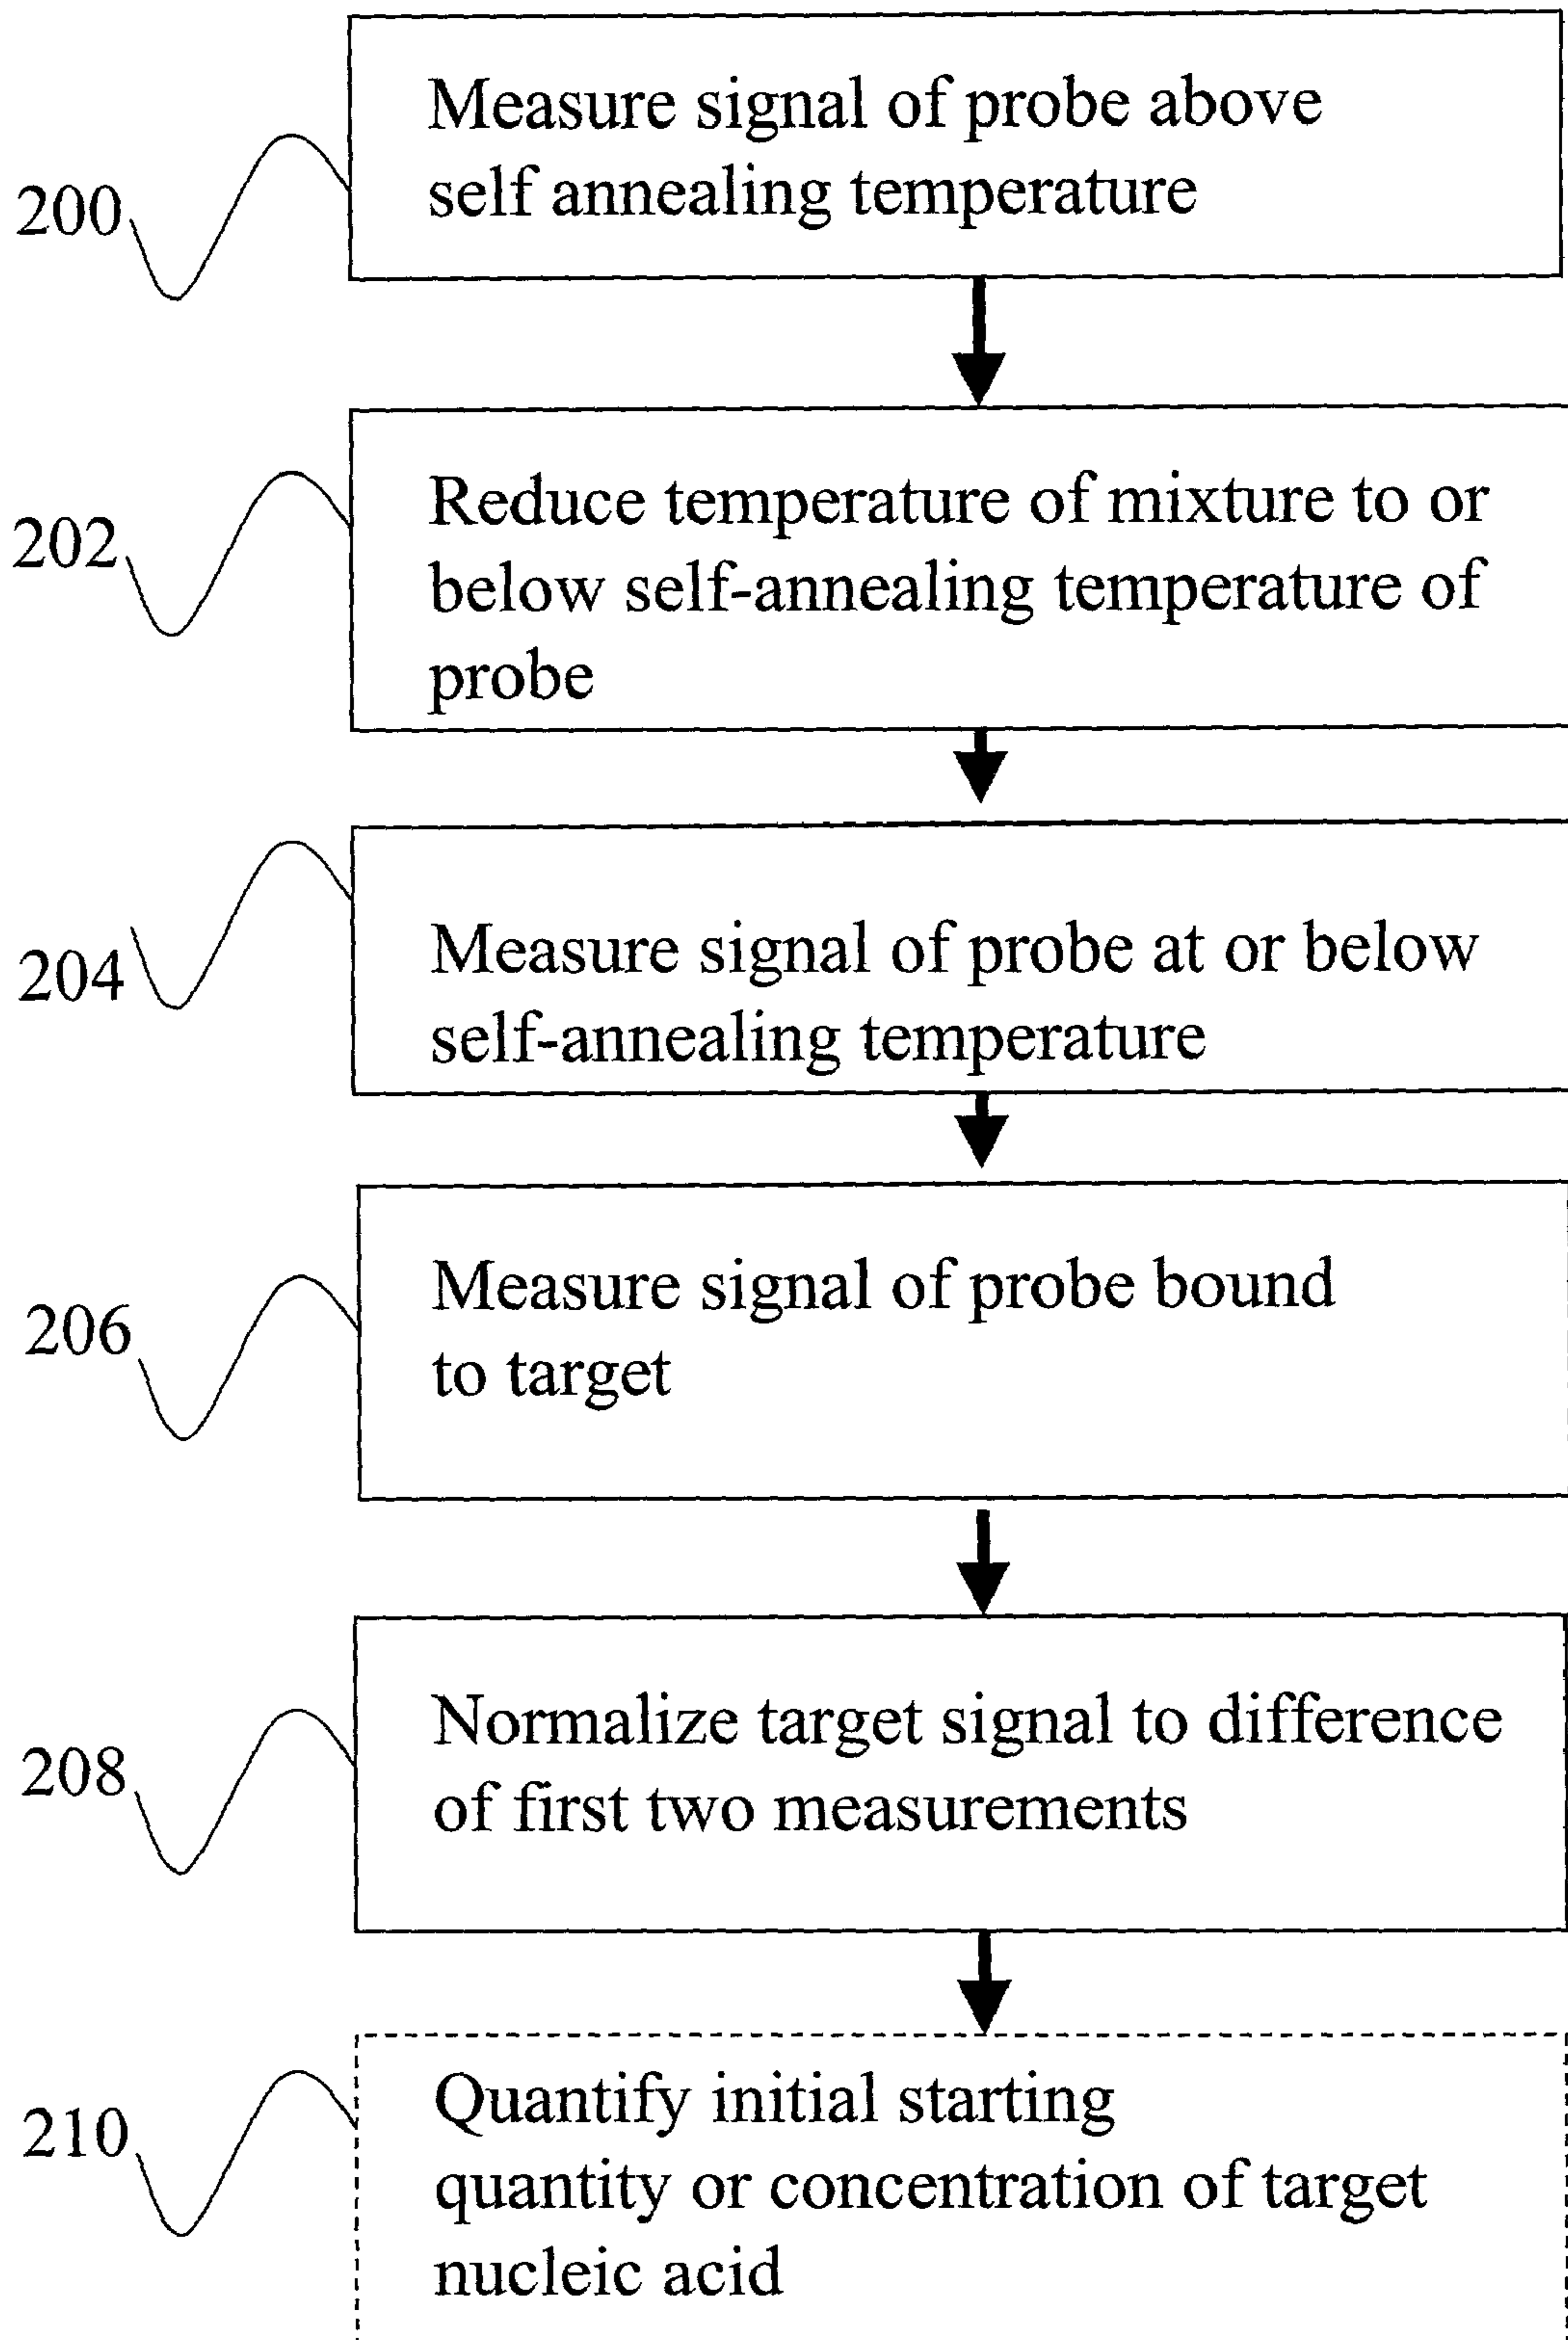 Measure signal of probe above
self annealing temperature
200
Reduce temperature of mixture to or
below self-annealing temperature of
probe
202
Measure signal of probe at or below
self-annealing temperature
204
Measure signal of probe bound
to target
206
Normalize target signal to difference
of first two measurements
208
Quantify initial starting
quantity or concentration of target
nucleic acid
210